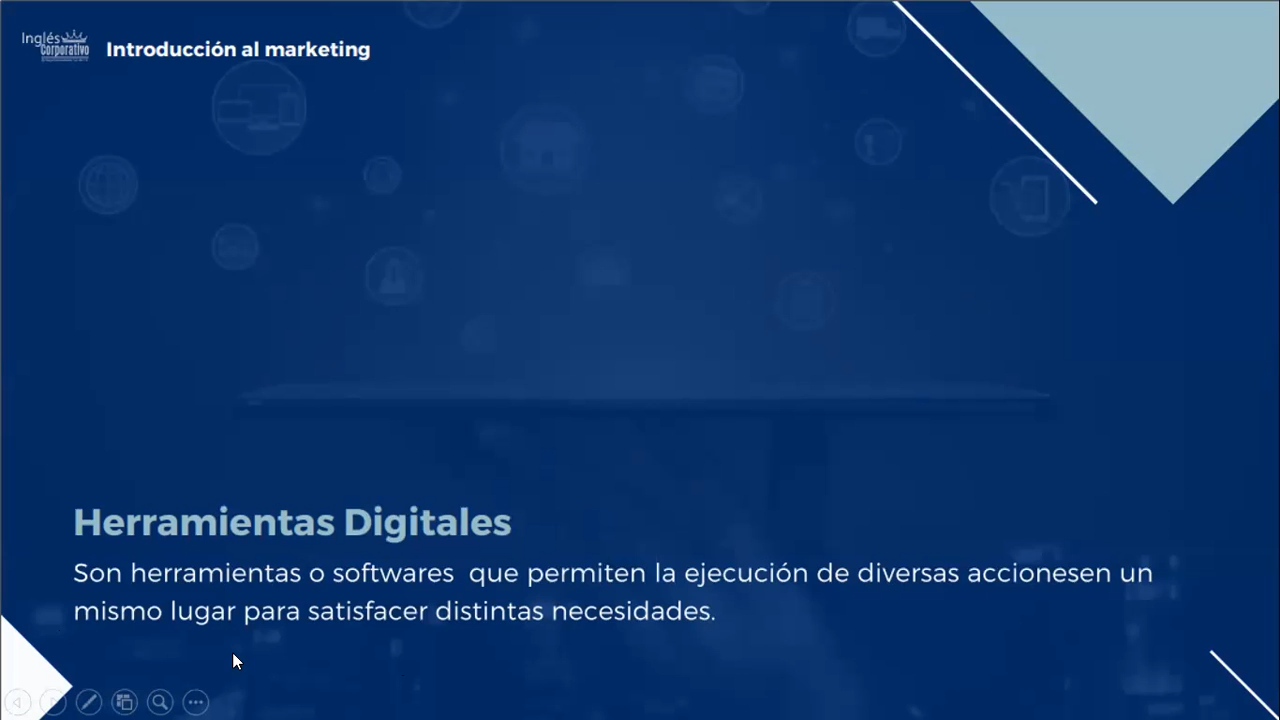 Inglés
Corporativo
Introducción al marketing
Herramientas Digitales
Son herramientas o softwares que permiten la ejecución de diversas accionesen un
mismo lugar para satisfacer distintas necesidades.